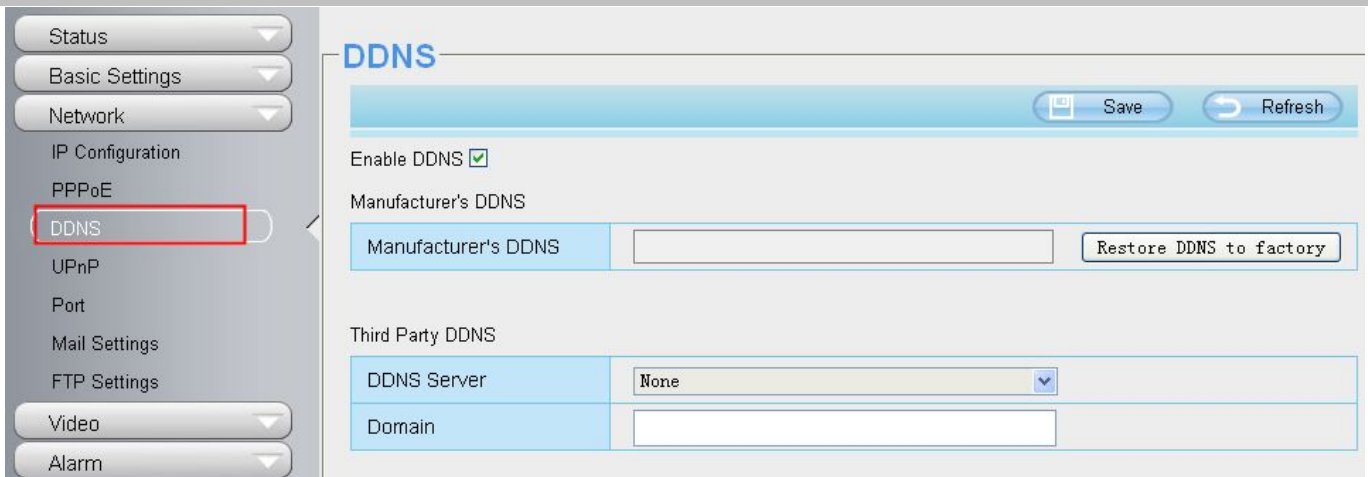 Status
Basic Settings
Network
IP Configuration
PPPoE
DDNS
UPnP
Port
Mail Settings
FTP Settings
Video
Alarm
DDNS
Save Refresh
Enable DDNS
Manufacturer's DDNS
Manufacturer's DDNS Restore DDNS to factory
Third Party DDNS
DDNS Server None
Domain